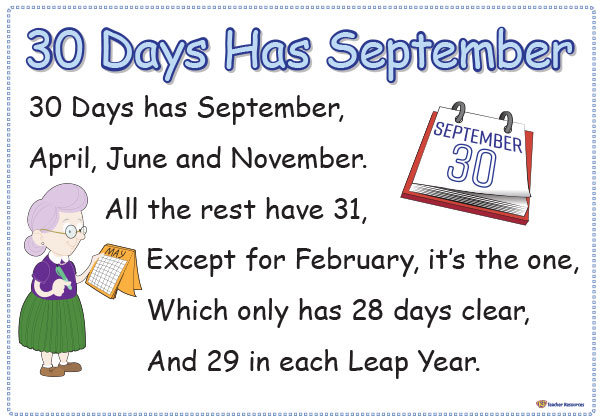 30 Days Has September
30 Days has September,
April, June and November.
All the rest have 31,
Except for February, it's the one,
Which only has 28 days clear,
And 29 in each Leap Year.
SEPTEMBER
30
MAY
Teacher Resources